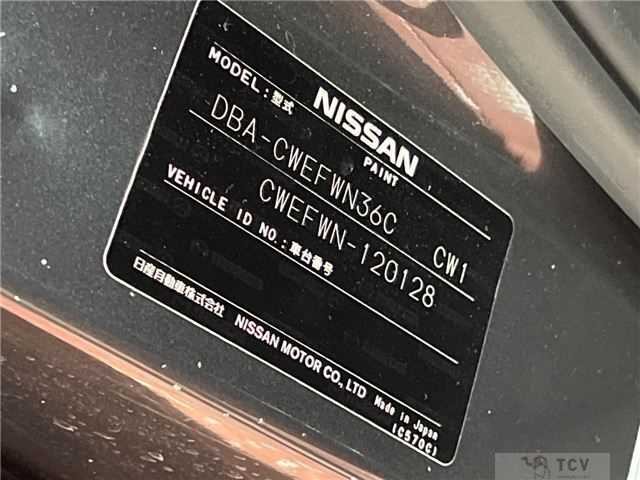 NISSAN
MODEL : 型式
PAINT
DBA-CWEFWN36C CW1
CWEFWN-120128
VEHICLE ID NO. : 車台番号
日産自動車株式会社 NISSAN MOTOR CO., LTD Made in Japan
(C570C)
TCV